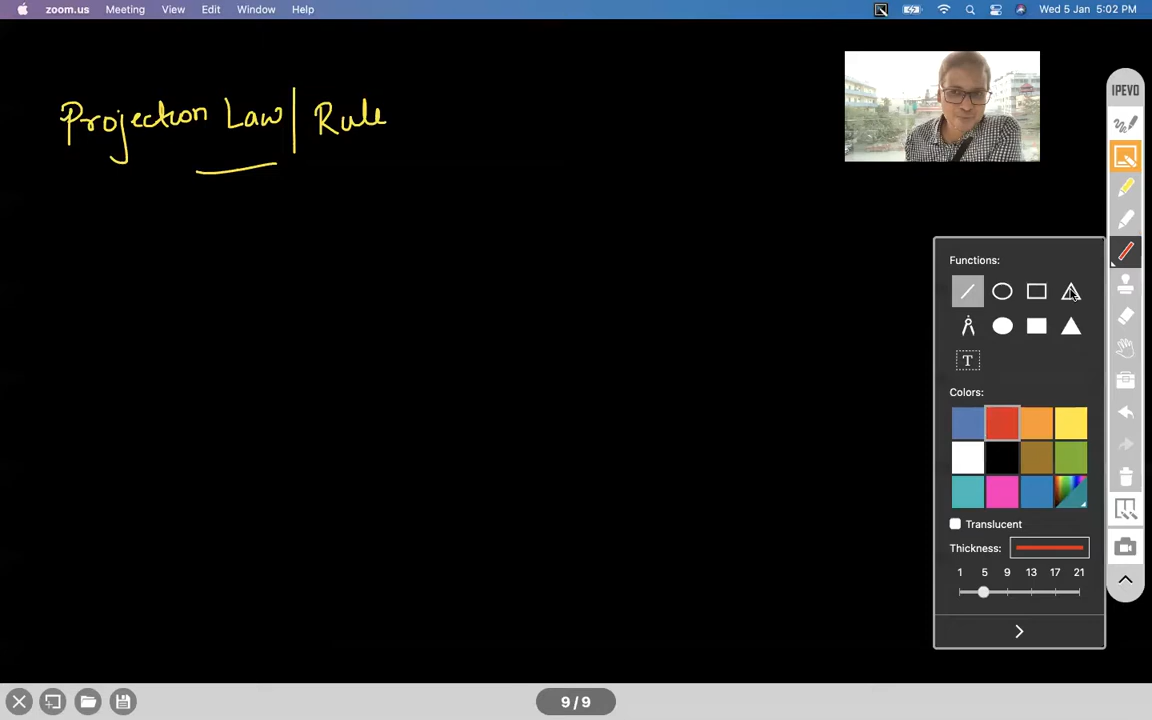 zoom.us Meeting View Edit Window Help Wed 5 Jan 5:02 PM
Projection Law | Rule
IPEVO
Functions:
T
Colors:
Translucent
Thickness:
1 5 9 13 17 21
9 / 9